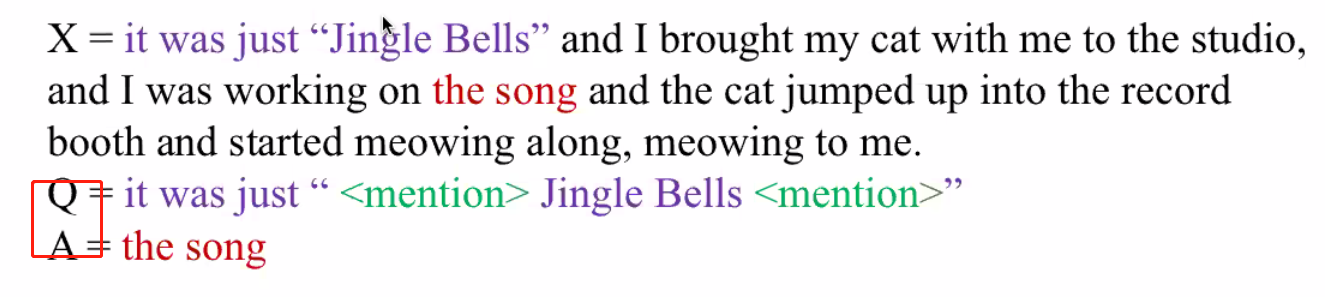 X = it was just “Jingle Bells” and I brought my cat with me to the studio,
and I was working on the song and the cat jumped up into the record
booth and started meowing along, meowing to me.
Q = it was just “ <mention> Jingle Bells <mention>”
A = the song